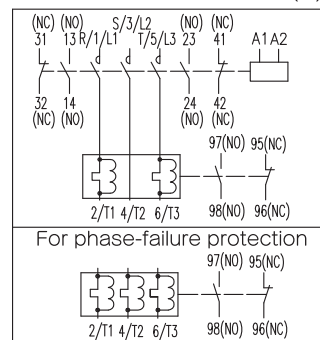 S/3/L2
(NC) (NO) R/1/L1 T/5/L3 (NO) (NC)
31 13 23 41 A1 A2
32 14 24 42
(NC) (NO) (NO) (NC)
97(NO) 95(NC)
2/T1 4/T2 6/T3 98(NO) 96(NC)
For phase-failure protection
97(NO) 95(NC)
2/T1 4/T2 6/T3 98(NO) 96(NC)